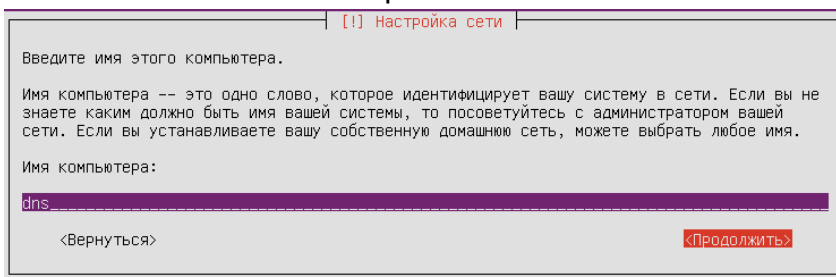 [!] Настройка сети
Введите имя этого компьютера.
Имя компьютера -- это одно слово, которое идентифицирует вашу систему в сети. Если вы не
знаете каким должно быть имя вашей системы, то посоветуйтесь с администратором вашей
сети. Если вы устанавливаете вашу собственную домашнюю сеть, можете выбрать любое имя.
Имя компьютера:
dns
<Вернуться> <Продолжить>